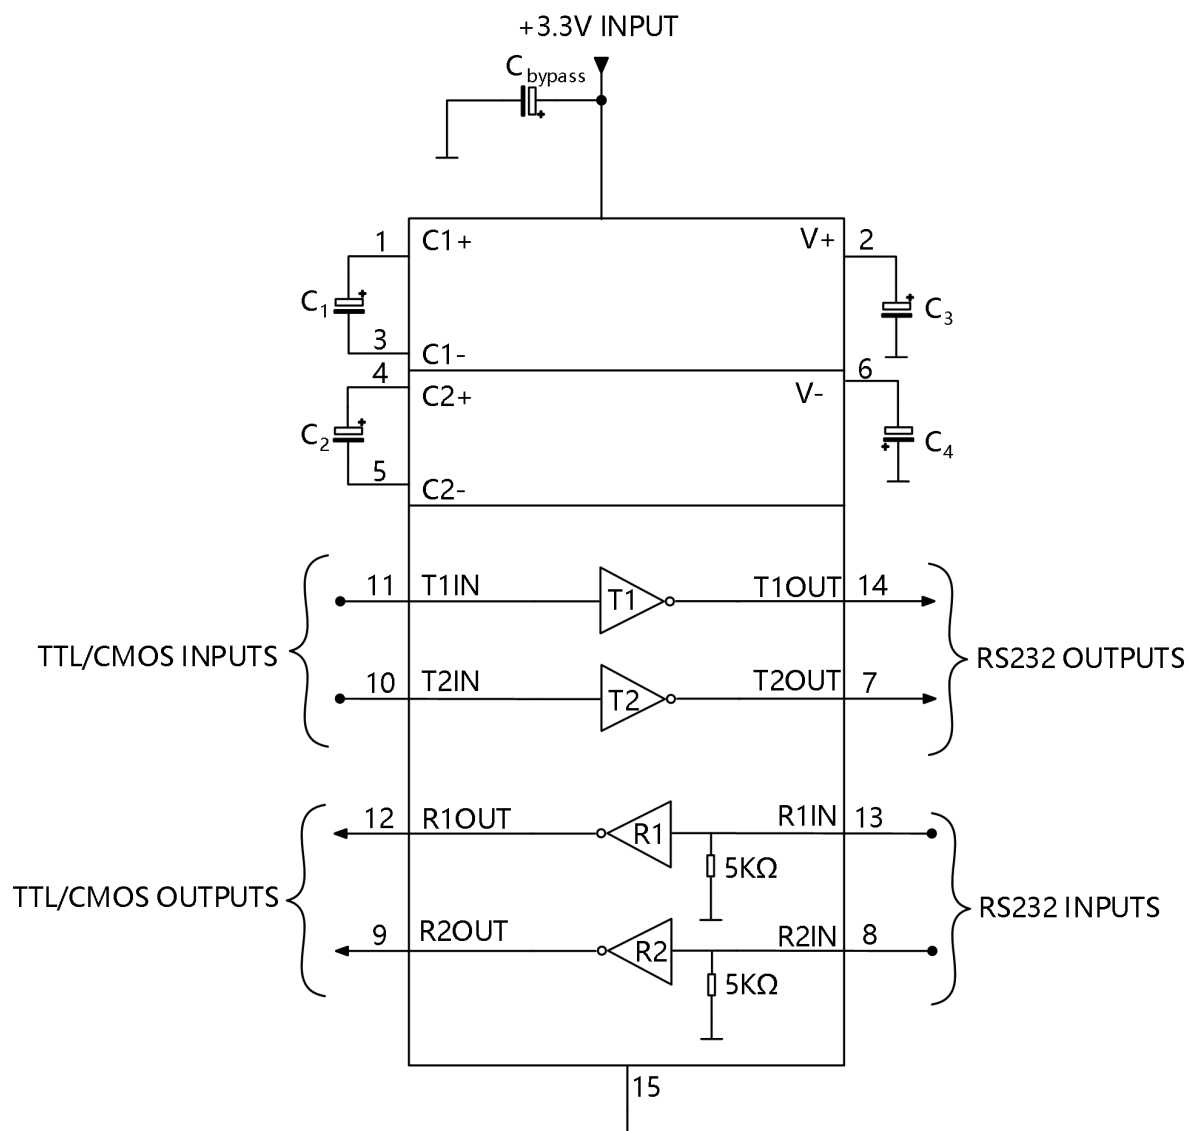 +3.3V INPUT
Cbypass
1 C1+ V+ 2
C1 + + C3
3 C1-
4 C2+ V- 6
C2 + + C4
5 C2-
11 T1IN T1 T1OUT 14
TTL/CMOS INPUTS RS232 OUTPUTS
10 T2IN T2 T2OUT 7
12 R1OUT R1 R1IN 13
5KΩ
TTL/CMOS OUTPUTS RS232 INPUTS
9 R2OUT R2 R2IN 8
5KΩ
15